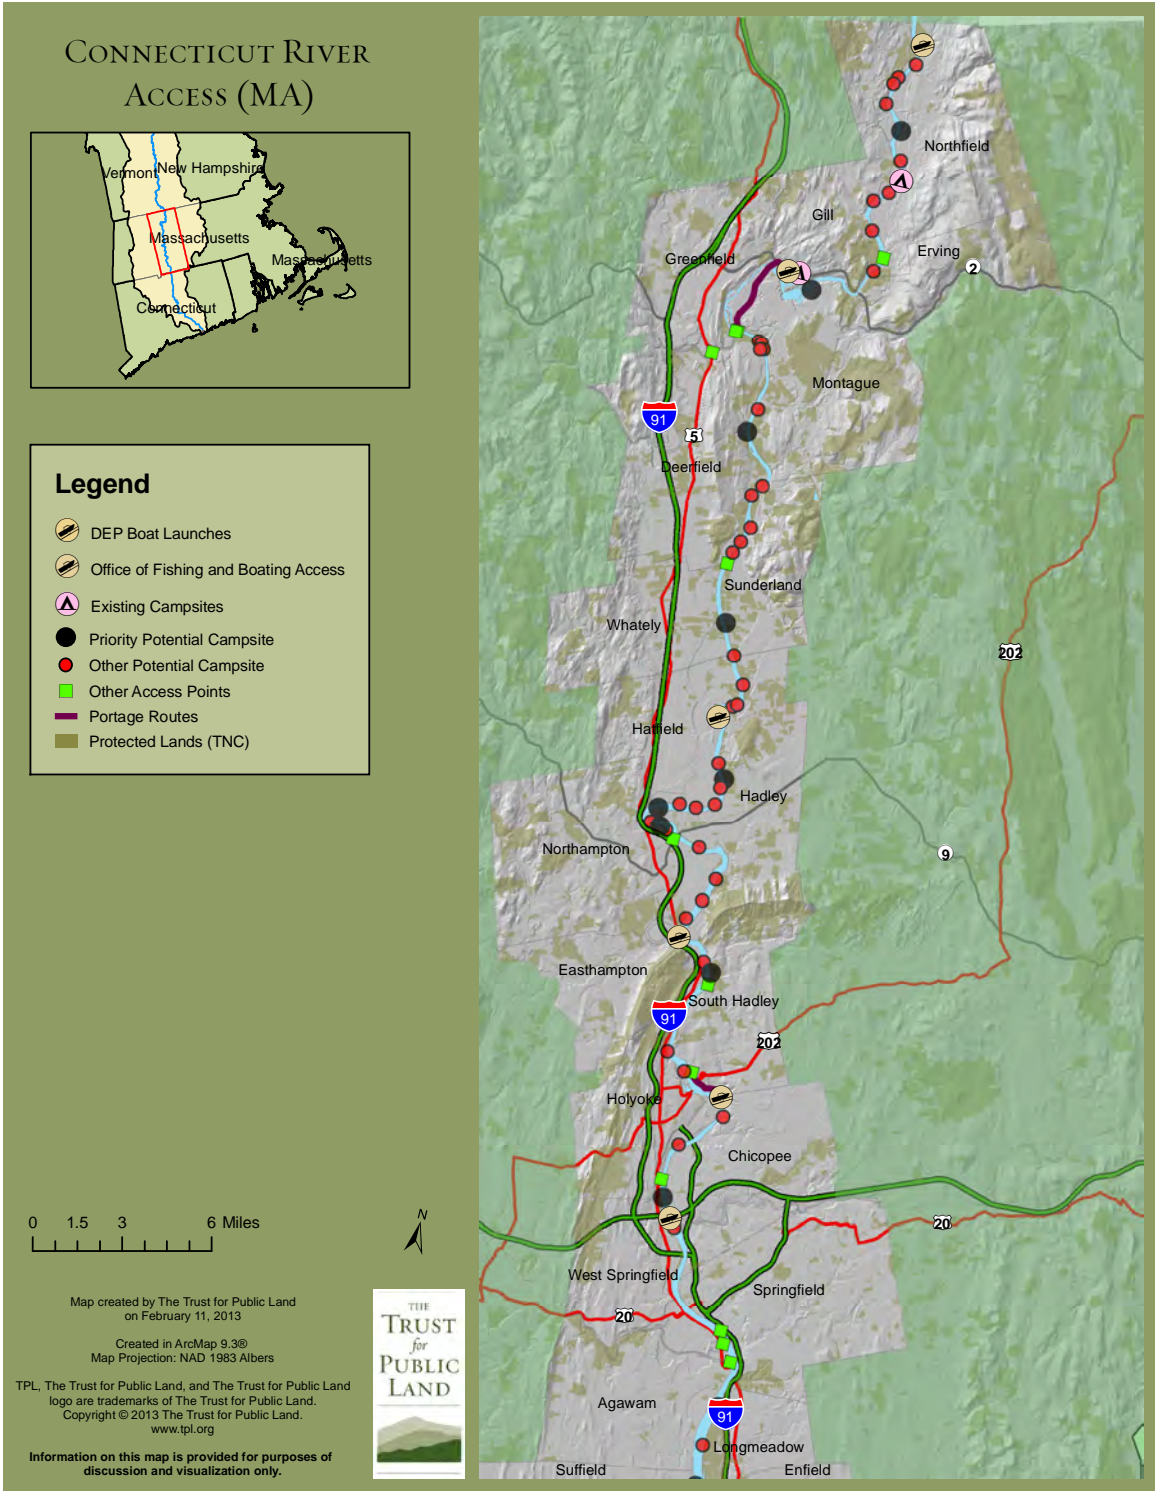 CONNECTICUT RIVER
ACCESS (MA)
Vermont
New Hampshire
Massachusetts
Massachusetts
Connecticut
Legend
DEP Boat Launches
Office of Fishing and Boating Access
Existing Campsites
Priority Potential Campsite
Other Potential Campsite
Other Access Points
Portage Routes
Protected Lands (TNC)
0 1.5 3 6 Miles
N
Map created by The Trust for Public Land
on February 11, 2013
Created in ArcMap 9.3®
Map Projection: NAD 1983 Albers
TPL, The Trust for Public Land, and The Trust for Public Land
logo are trademarks of The Trust for Public Land.
Copyright © 2013 The Trust for Public Land.
www.tpl.org
Information on this map is provided for purposes of
discussion and visualization only.
THE
TRUST
for
PUBLIC
LAND
Northfield
Gill
Erving
2
Greenfield
Montague
91
5
Deerfield
Sunderland
Whately
202
Hatfield
Hadley
Northampton
9
Easthampton
South Hadley
91
202
Holyoke
Chicopee
20
West Springfield
Springfield
20
Agawam
91
Longmeadow
Suffield
Enfield